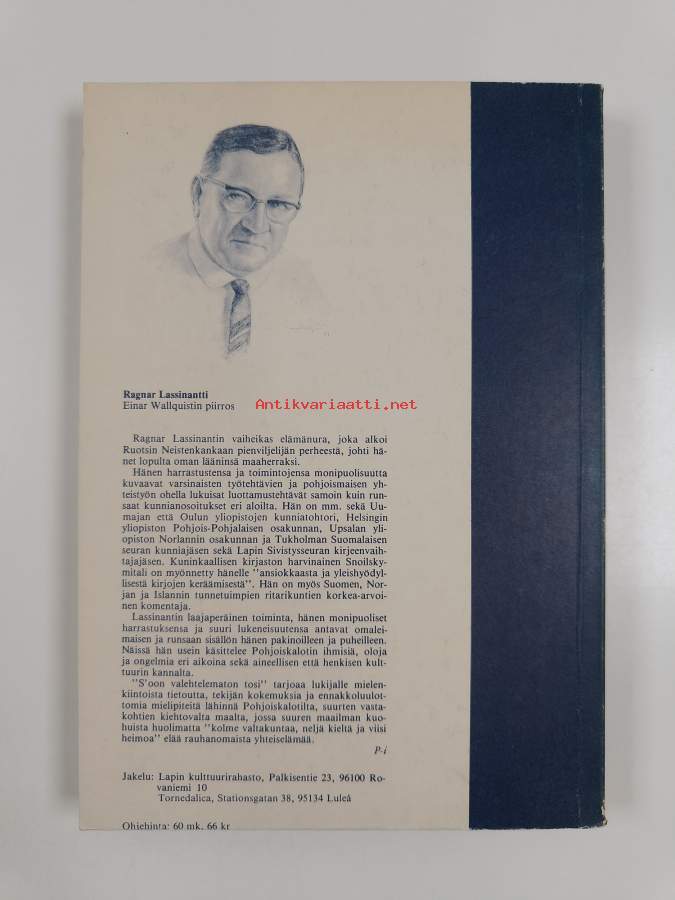 Ragnar Lassinantti
Einar Wallquistin piirros
Antikvariaatti.net
Ragnar Lassinantin vaiheikas elämänura, joka alkoi
Ruotsin Neistenkankaan pienviljelijän perheestä, johti hä-
net lopulta oman lääninsä maaherraksi.
Hänen harrastustensa ja toimintojensa monipuolisuutta
kuvaavat varsinaisten työtehtävien ja pohjoismaisen yh-
teistyön ohella lukuisat luottamustehtävät samoin kuin run-
saat kunnianosoitukset eri aloilta. Hän on mm. sekä Uu-
majan että Oulun yliopistojen kunniatohtori, Helsingin
yliopiston Pohjois-Pohjalaisen osakunnan, Upsalan yli-
opiston Norlannin osakunnan ja Tukholman Suomalaisen
seuran kunniajäsen sekä Lapin Sivistysseuran kirjeenvaih-
tajajäsen. Kuninkaallisen kirjaston harvinainen Snoilsky-
mitali on myönnetty hänelle "ansiokkaasta ja yleishyödyl-
lisestä kirjojen keräämisestä". Hän on myös Suomen, Nor-
jan ja Islannin tunnetuimpien ritarikuntien korkea-arvoi-
nen komentaja.
Lassinantin laajaperäinen toiminta, hänen monipuoliset
harrastuksensa ja suuri lukeneisuutensa antavat omalei-
maisen ja runsaan sisällön hänen pakinoilleen ja puheilleen.
Näissä hän usein käsittelee Pohjoiskalotin ihmisiä, oloja
ja ongelmia eri aikoina sekä aineellisen että henkisen kult-
tuurin kannalta.
"S'oon valehtelematon tosi" tarjoaa lukijalle mielen-
kiintoista tietoutta, tekijän kokemuksia ja ennakkoluulot-
tomia mielipiteitä lähinnä Pohjoiskalotilta, suurten vasta-
kohtien kiehtovalta maalta, jossa suuren maailman kuo-
huista huolimatta "kolme valtakuntaa, neljä kieltä ja viisi
heimoa" elää rauhanomaista yhteiselämää.
P-i
Jakelu: Lapin kulttuurirahasto, Palkisentie 23, 96100 Ro-
vaniemi 10
Tornedalica, Stationsgatan 38, 95134 Luleå
Ohjehinta: 60 mk, 66 kr